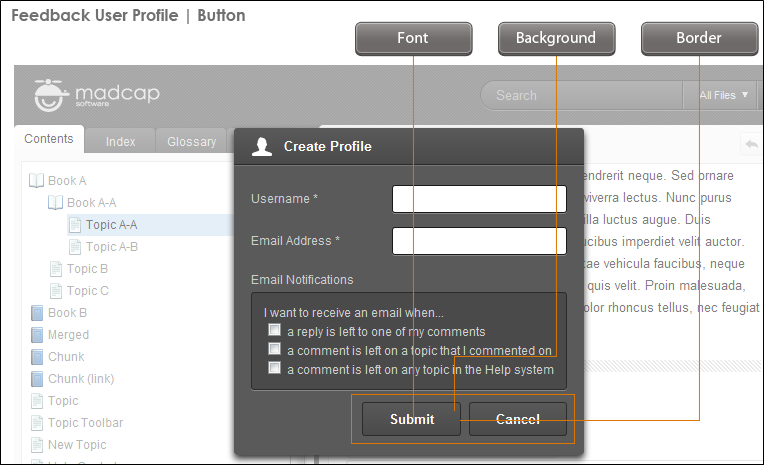 Feedback User Profile | Button
Font
Background
Border
madcap
software
Search
All Files
Contents
Index
Glossary
Create Profile
Book A
Book A-A
Topic A-A
Topic A-B
Topic B
Topic C
Book B
Merged
Chunk
Chunk (link)
Topic
Topic Toolbar
New Topic
Username *
Email Address *
Email Notifications
I want to receive an email when...
a reply is left to one of my comments
a comment is left on a topic that I commented on
a comment is left on any topic in the Help system
Submit
Cancel
endrerit neque. Sed ornare
viverra lectus. Nunc purus
illa luctus augue. Duis
ucibus imperdiet velit auctor.
tae vehicula faucibus, neque
quis velit. Proin malesuada,
olor rhoncus tellus, nec feugiat